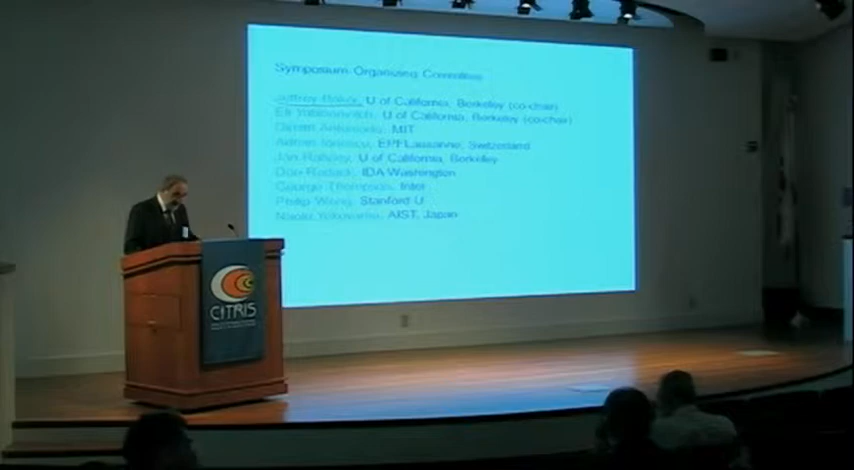 Symposium Organizing Committee
Jeffrey Bokor, U of California, Berkeley (co-chair)
Eli Yablonovitch, U of California, Berkeley (co-chair)
Dimitri Antoniadis, MIT
Adrian Ionescu, EPFLausanne, Switzerland
Jan Rabaey, U of California, Berkeley
Don Radack, IDA Washington
George Thompson, Intel
Philip Wong, Stanford U
Naoki Yokoyama, AIST, Japan
CITRIS